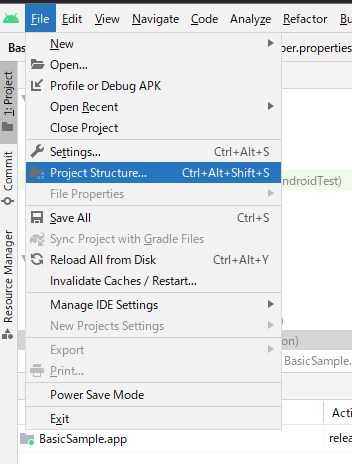 File Edit View Navigate Code Analyze Refactor Bu
Bas
per.properties
1: Project
Commit
Resource Manager
New
Open...
Profile or Debug APK
Open Recent
Close Project
Settings... Ctrl+Alt+S
Project Structure... Ctrl+Alt+Shift+S
ndroidTest)
File Properties
Save All Ctrl+S
Sync Project with Gradle Files
Reload All from Disk Ctrl+Alt+Y
Invalidate Caches / Restart...
Manage IDE Settings
New Projects Settings
on)
Export
BasicSample.
Print...
Power Save Mode
Exit
Acti
BasicSample.app relea